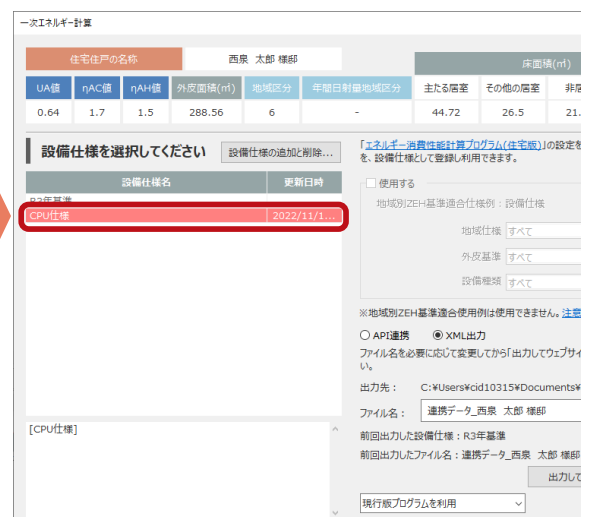 一次エネルギー計算
住宅住戸の名称 西泉 太郎 様邸 床面積(㎡)
UA値 ηAC値 ηAH値 外皮面積(㎡) 地域区分 年間日射量地域区分 主たる居室 その他の居室
0.64 1.7 1.5 288.56 6 - 44.72 26.5 21.
設備仕様を選択してください 設備仕様の追加と削除... 「エネルギー消費性能計算プログラム(住宅版)」の設定を
を、設備仕様として登録し利用できます。
設備仕様名 更新日時
使用する
R3年基準
地域別ZEH基準適合仕様例：設備仕様
CPU仕様 2022/11/1...
地域仕様 すべて
外皮基準 すべて
設備種類 すべて
※地域別ZEH基準適合使用例は使用できません。注意
API連携 XML出力
ファイル名を必要に応じて変更してから「出力してウェブサイ
い。
出力先： C:¥Users¥cid10315¥Documents¥
ファイル名： 連携データ_西泉 太郎 様邸
[CPU仕様]
前回出力した設備仕様：R3年基準
前回出力したファイル名：連携データ_西泉 太郎 様邸
出力して
現行版プログラムを利用